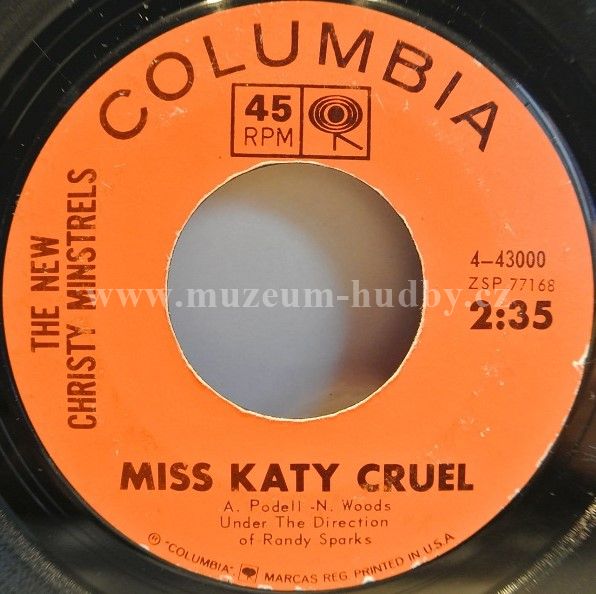 COLUMBIA
45
RPM
THE NEW
CHRISTY MINSTRELS
4-43000
ZSP 77168
2:35
www.muzeum-hudby.cz
MISS KATY CRUEL
A. Podell -N. Woods
Under The Direction
of Randy Sparks
Ⓟ "COLUMBIA" MARCAS REG. PRINTED IN U.S.A